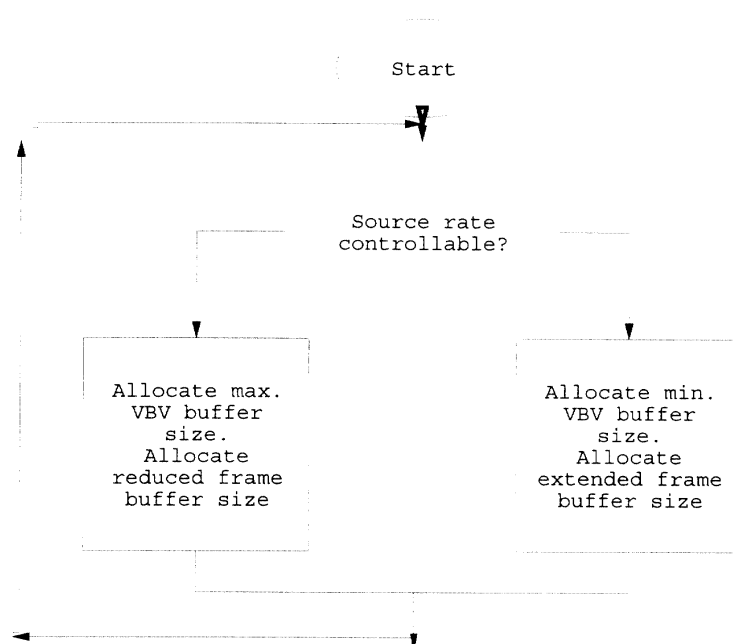 Start
Source rate
controllable?
Allocate max.
VBV buffer
size.
Allocate
reduced frame
buffer size
Allocate min.
VBV buffer
size.
Allocate
extended frame
buffer size